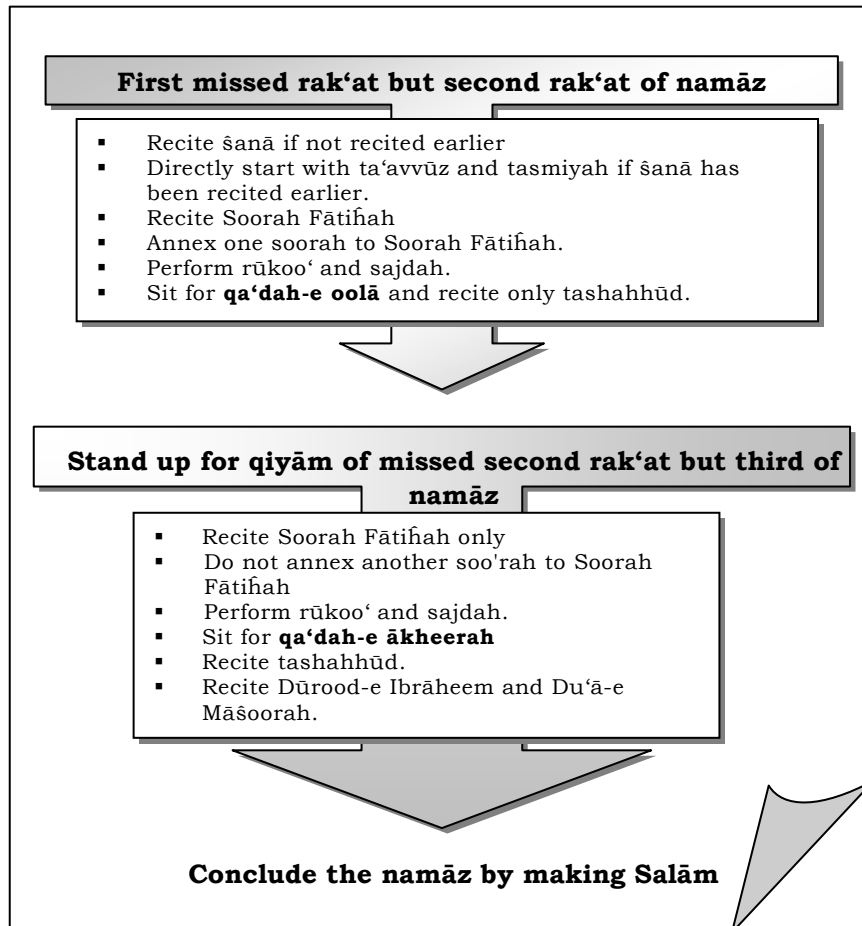 First missed rak‘at but second rak‘at of namāz
▪ Recite ŝanā if not recited earlier
▪ Directly start with ta‘avvūz and tasmiyah if ŝanā has
been recited earlier.
▪ Recite Soorah Fātiĥah
▪ Annex one soorah to Soorah Fātiĥah.
▪ Perform rūkoo‘ and sajdah.
▪ Sit for qa‘dah-e oolā and recite only tashahhūd.
Stand up for qiyām of missed second rak‘at but third of
namāz
▪ Recite Soorah Fātiĥah only
▪ Do not annex another soo'rah to Soorah
Fātiĥah
▪ Perform rūkoo‘ and sajdah.
▪ Sit for qa‘dah-e ākheerah
▪ Recite tashahhūd.
▪ Recite Dūrood-e Ibrāheem and Du‘ā-e
Māŝoorah.
Conclude the namāz by making Salām